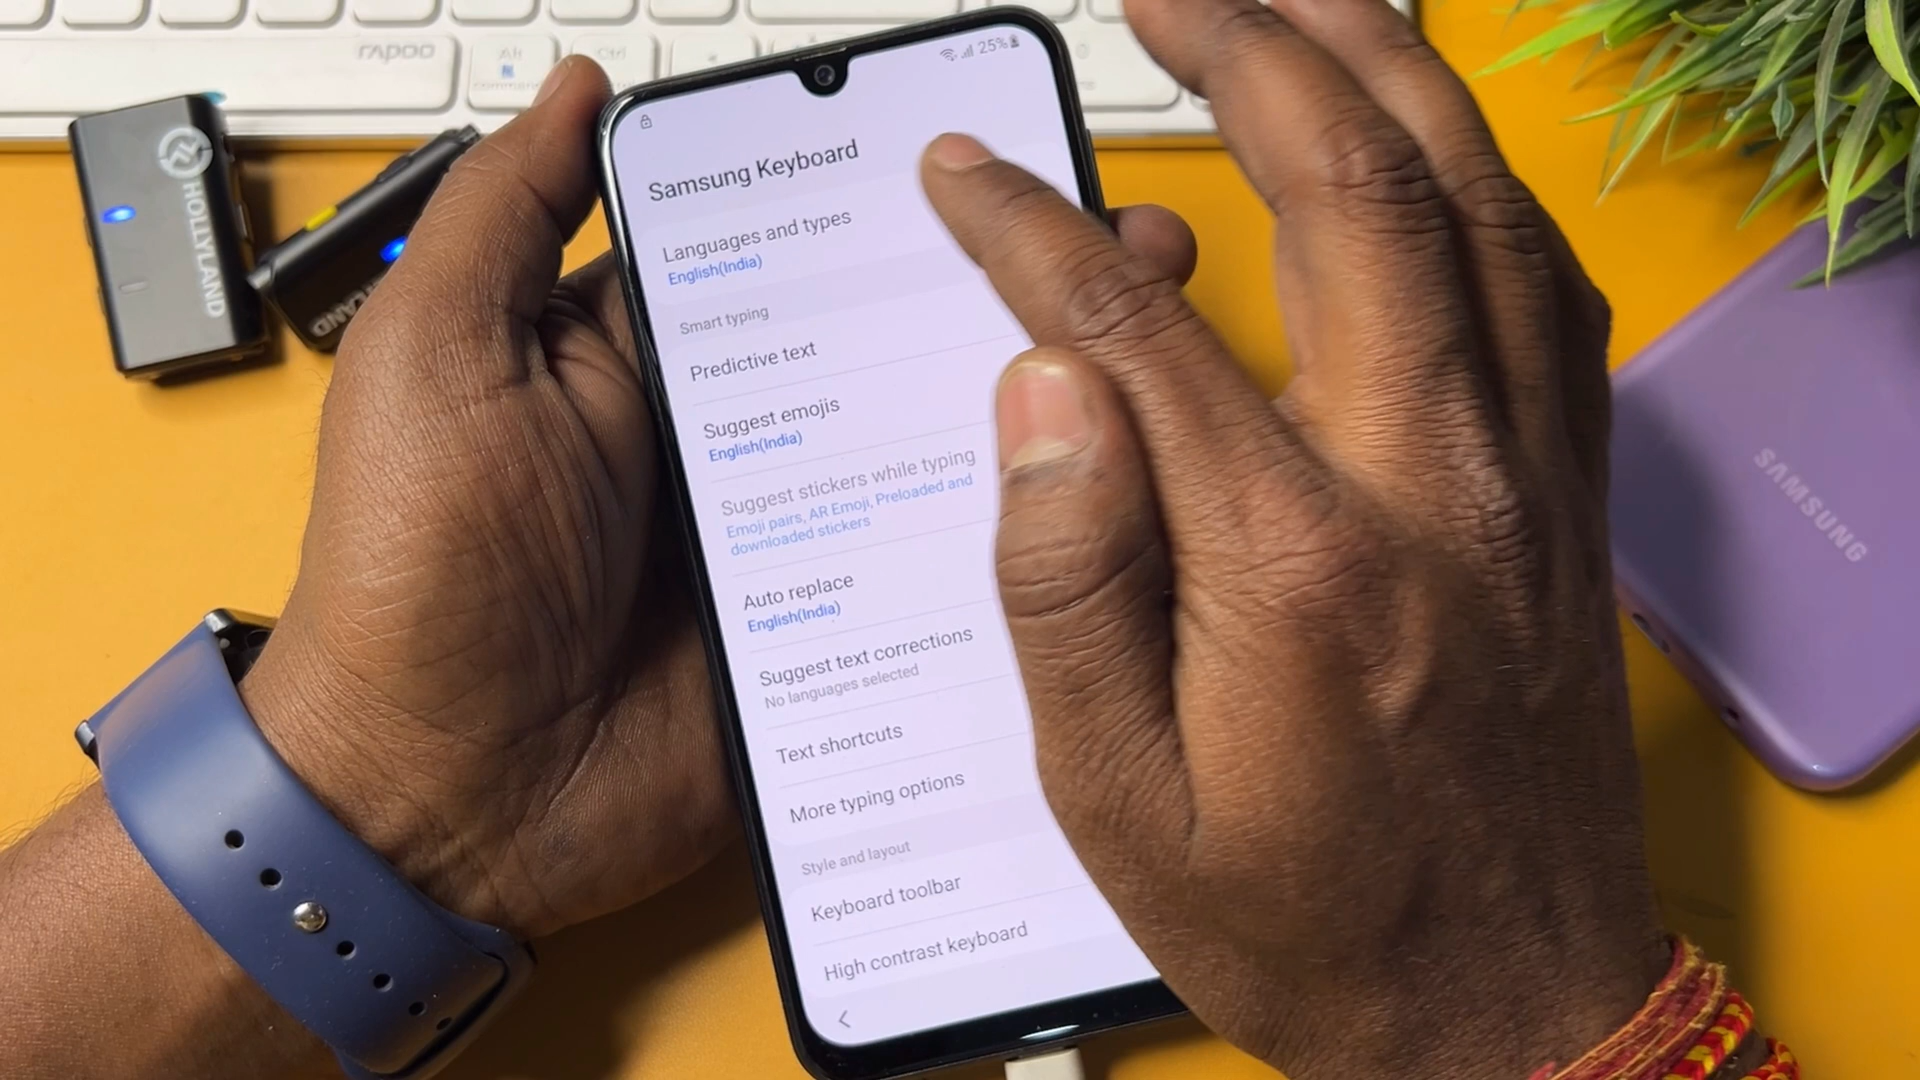 rapoo
Alt
Ctrl
command
HOLLYLAND
LAND
25%
Samsung Keyboard
Languages and types
English(India)
Smart typing
Predictive text
Suggest emojis
English(India)
Suggest stickers while typing
Emoji pairs, AR Emoji, Preloaded and
downloaded stickers
Auto replace
English(India)
Suggest text corrections
No languages selected
Text shortcuts
More typing options
Style and layout
Keyboard toolbar
High contrast keyboard
SAMSUNG